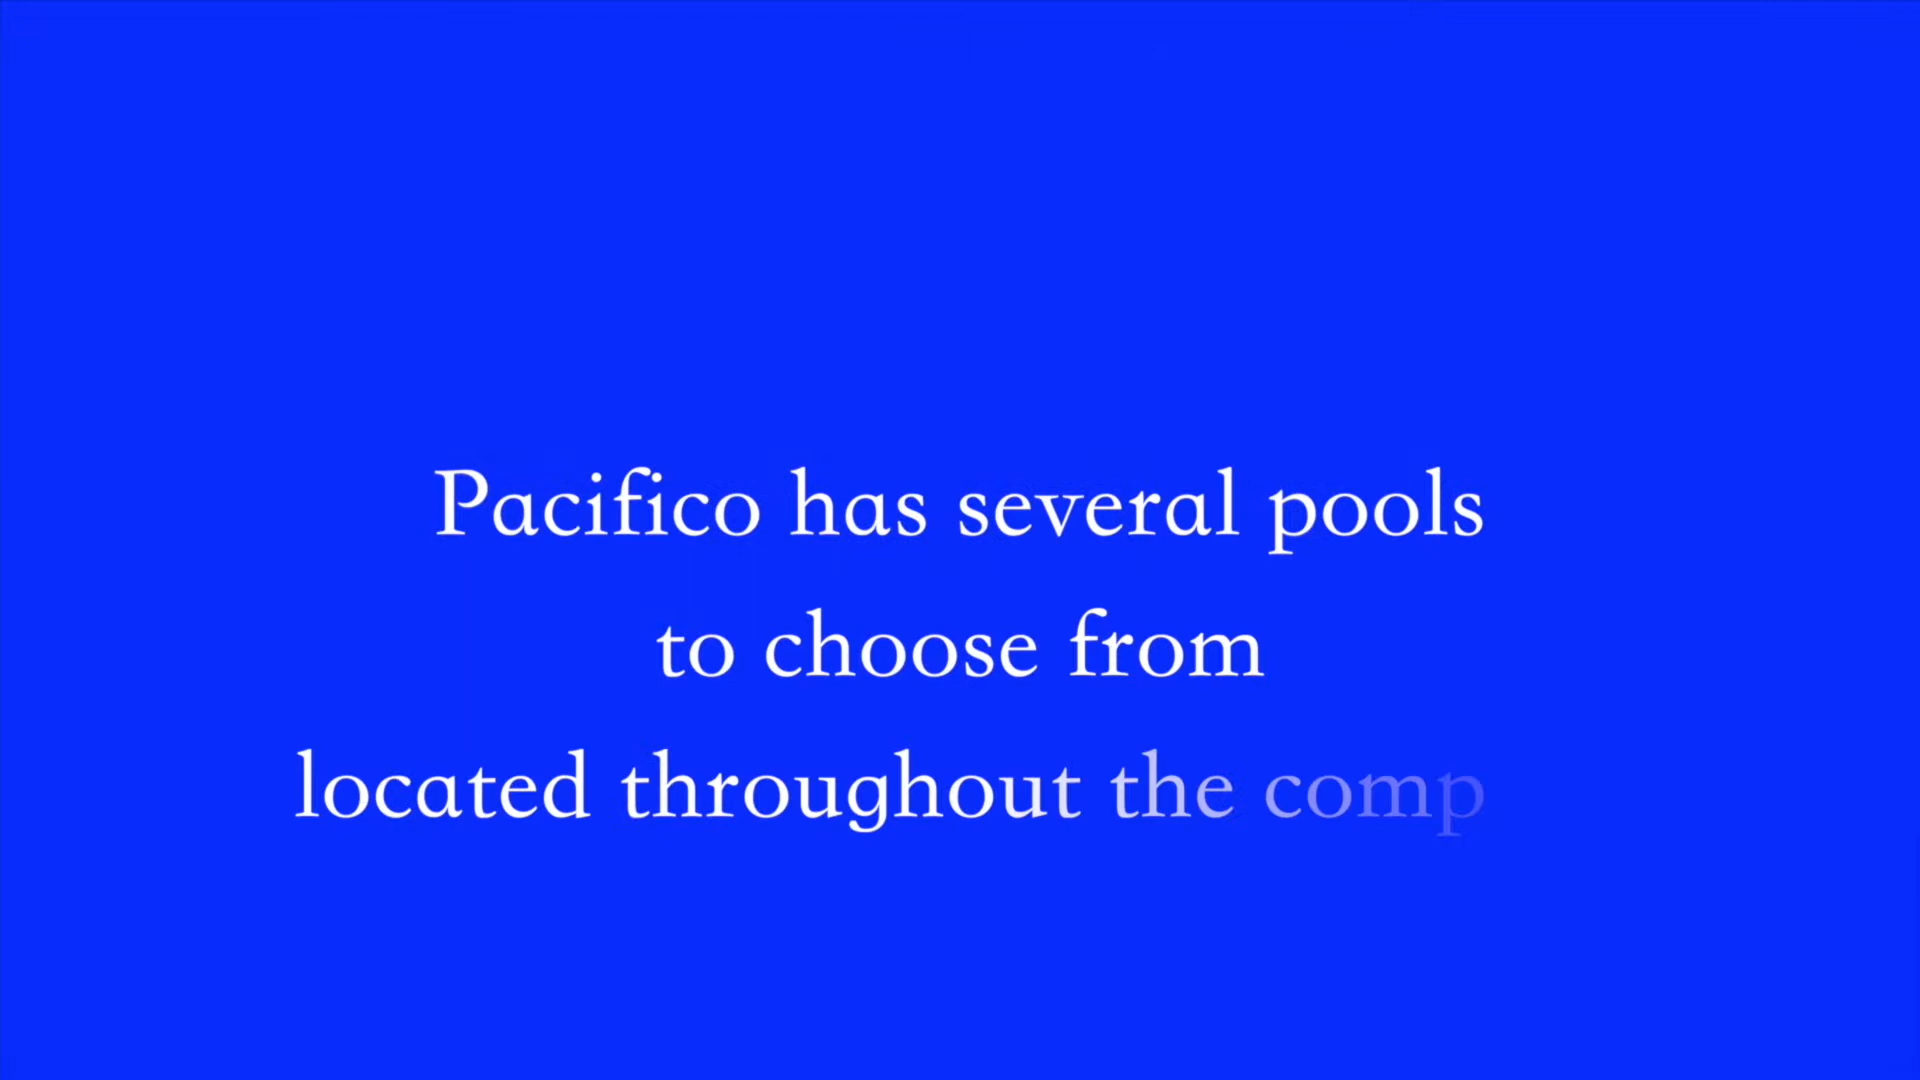 Pacifico has several pools
to choose from
located throughout the comp